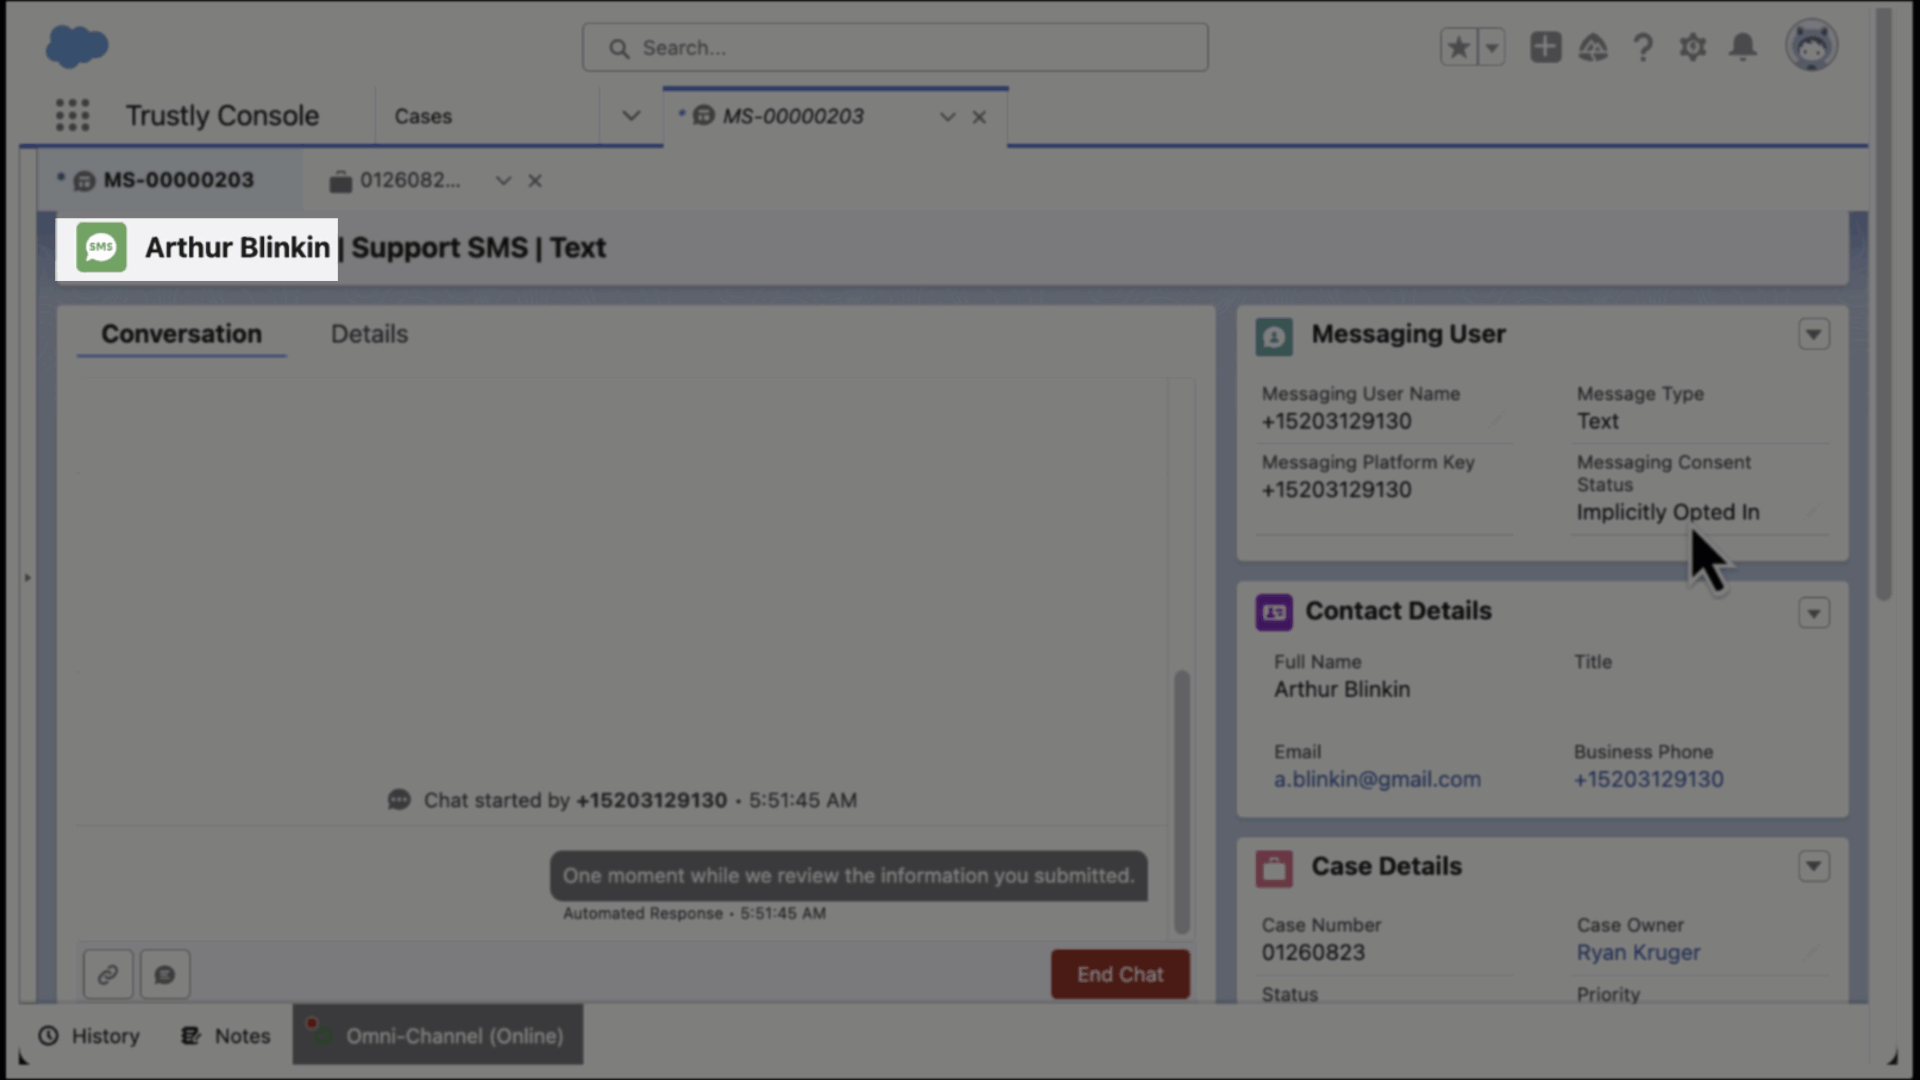 Search...
Trustly Console
Cases
* MS-00000203
* MS-00000203
0126082...
SMS
Arthur Blinkin | Support SMS | Text
Conversation
Details
Chat started by +15203129130 • 5:51:45 AM
One moment while we review the information you submitted.
Automated Response • 5:51:45 AM
End Chat
Messaging User
Messaging User Name
+15203129130
Message Type
Text
Messaging Platform Key
+15203129130
Messaging Consent
Status
Implicitly Opted In
Contact Details
Full Name
Arthur Blinkin
Title
Email
a.blinkin@gmail.com
Business Phone
+15203129130
Case Details
Case Number
01260823
Case Owner
Ryan Kruger
Status
Priority
History
Notes
Omni-Channel (Online)